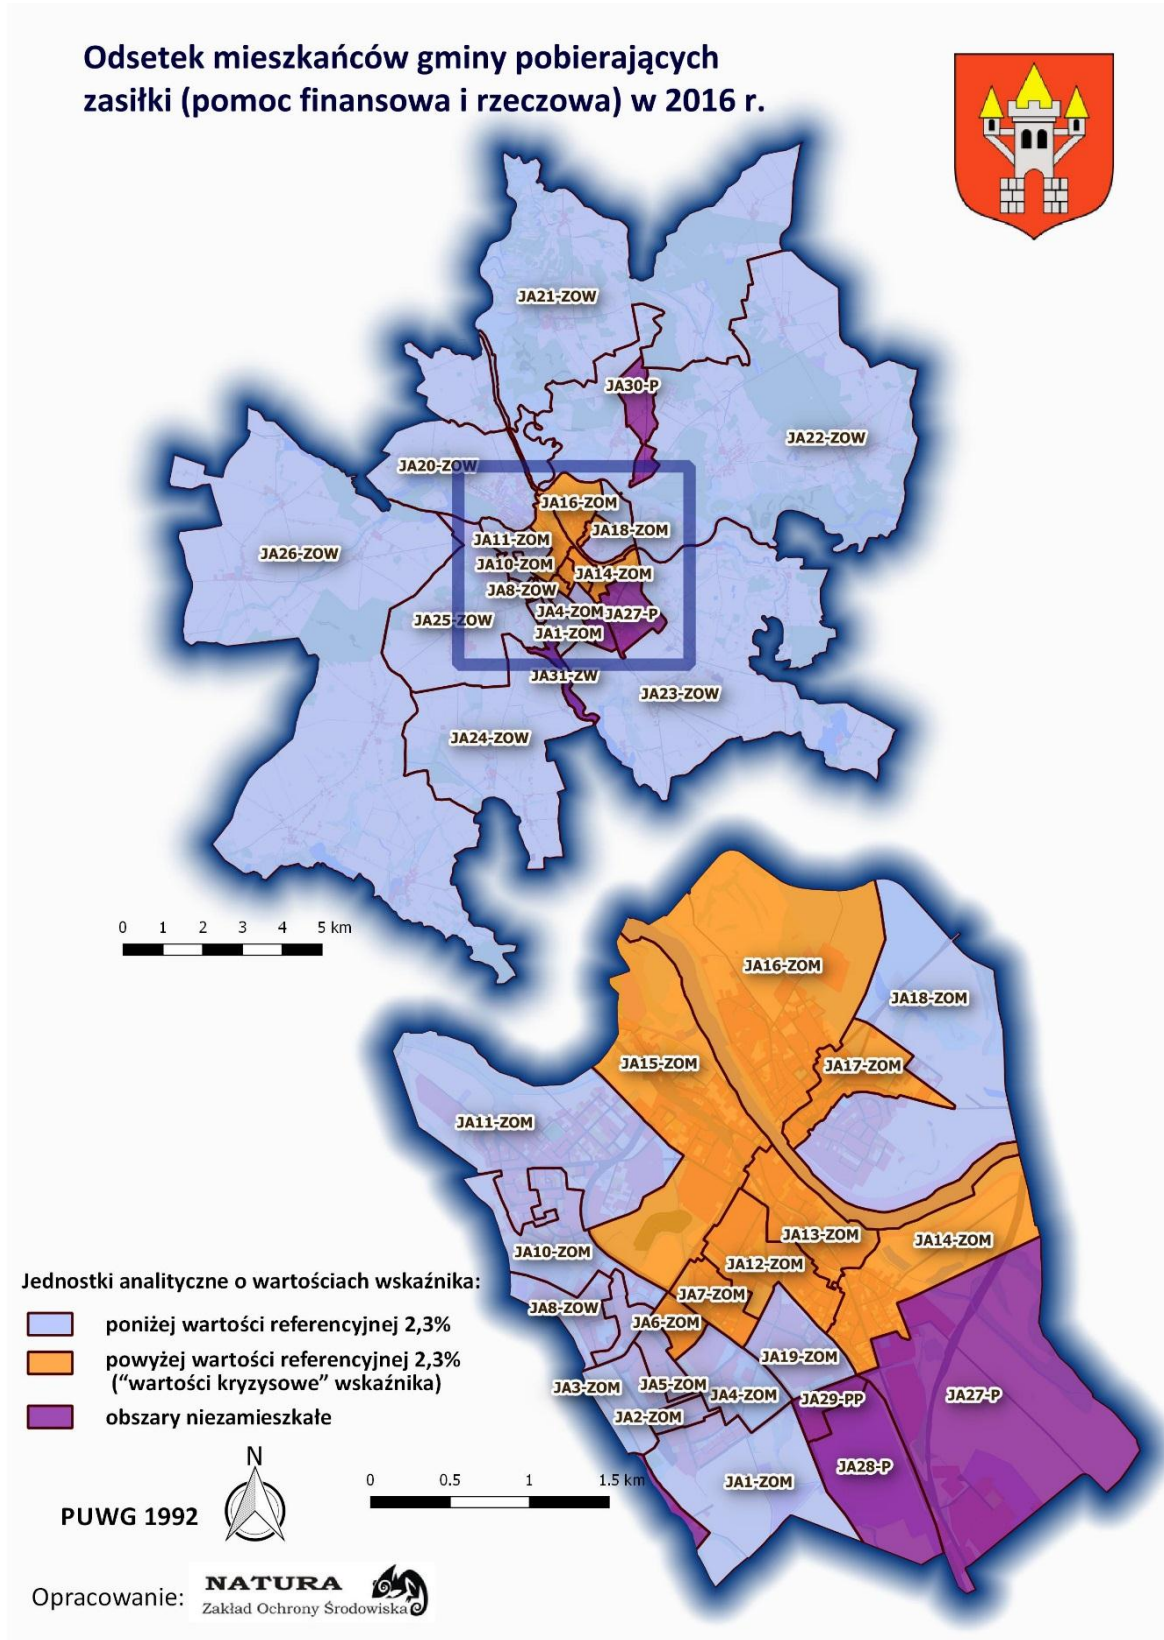 Odsetek mieszkańców gminy pobierających
zasiłki (pomoc finansowa i rzeczowa) w 2016 r.
JA21-ZOW
JA30-P
JA22-ZOW
JA20-ZOW
JA16-ZOM
JA18-ZOM
JA11-ZOM
JA26-ZOW
JA10-ZOM
JA14-ZOM
JA8-ZOW
JA4-ZOM
JA27-P
JA25-ZOW
JA1-ZOM
JA31-ZW
JA23-ZOW
JA24-ZOW
0 1 2 3 4 5 km
JA16-ZOM
JA18-ZOM
JA15-ZOM
JA17-ZOM
JA11-ZOM
JA13-ZOM
JA14-ZOM
JA10-ZOM
JA12-ZOM
JA7-ZOM
JA8-ZOW
JA6-ZOM
JA19-ZOM
JA3-ZOM
JA5-ZOM
JA4-ZOM
JA29-PP
JA27-P
JA2-ZOM
JA28-P
JA1-ZOM
Jednostki analityczne o wartościach wskaźnika:
poniżej wartości referencyjnej 2,3%
powyżej wartości referencyjnej 2,3%
(“wartości kryzysowe” wskaźnika)
obszary niezamieszkałe
N
0 0.5 1 1.5 km
PUWG 1992
Opracowanie:
NATURA
Zakład Ochrony Środowiska